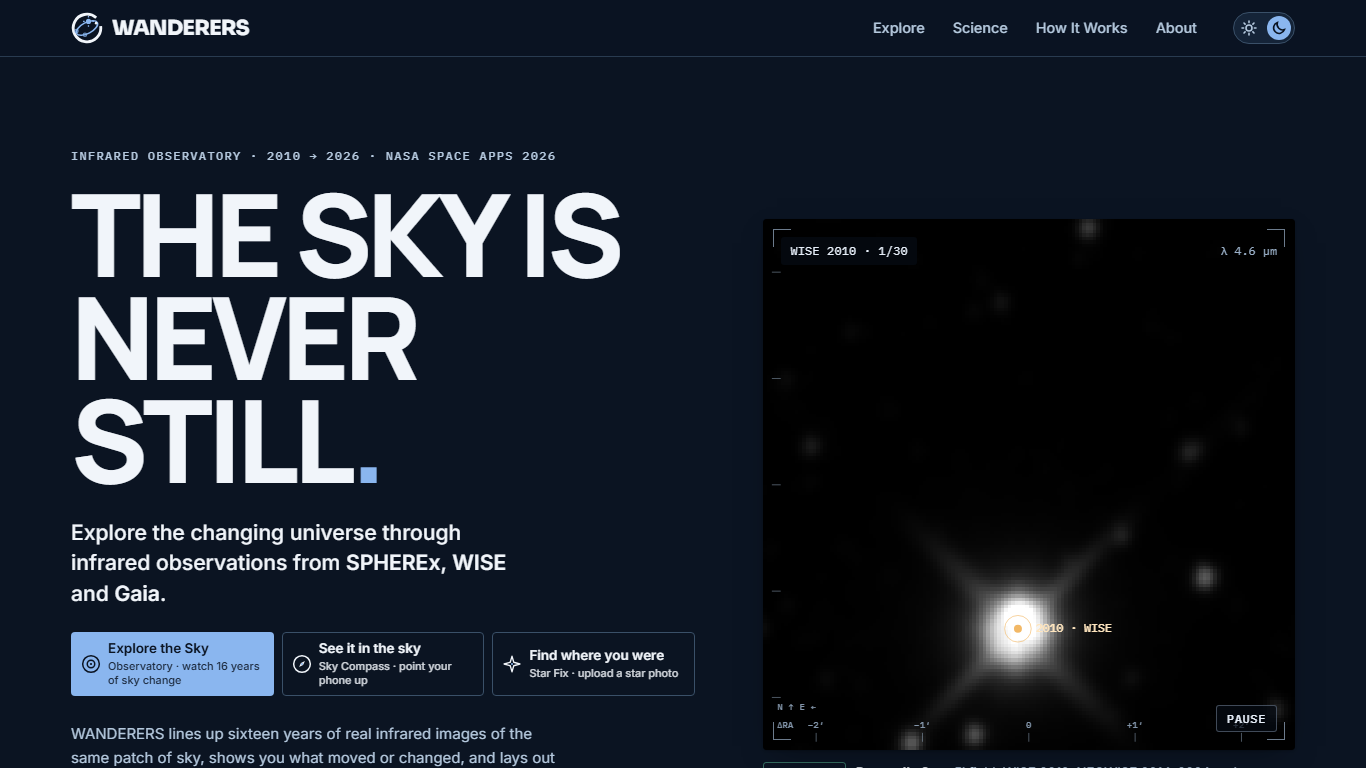 WANDERERS
Explore
Science
How It Works
About
INFRARED OBSERVATORY · 2010 → 2026 · NASA SPACE APPS 2026
THE SKY IS
NEVER
STILL.
Explore the changing universe through
infrared observations from SPHEREx, WISE
and Gaia.
Explore the Sky
Observatory · watch 16 years
of sky change
See it in the sky
Sky Compass · point your
phone up
Find where you were
Star Fix · upload a star photo
WANDERERS lines up sixteen years of real infrared images of the
same patch of sky, shows you what moved or changed, and lays out
WISE 2010 · 1/30
λ 4.6 µm
2010 · WISE
N ↑ E ←
ΔRA −2′ −1′ 0 +1′
PAUSE